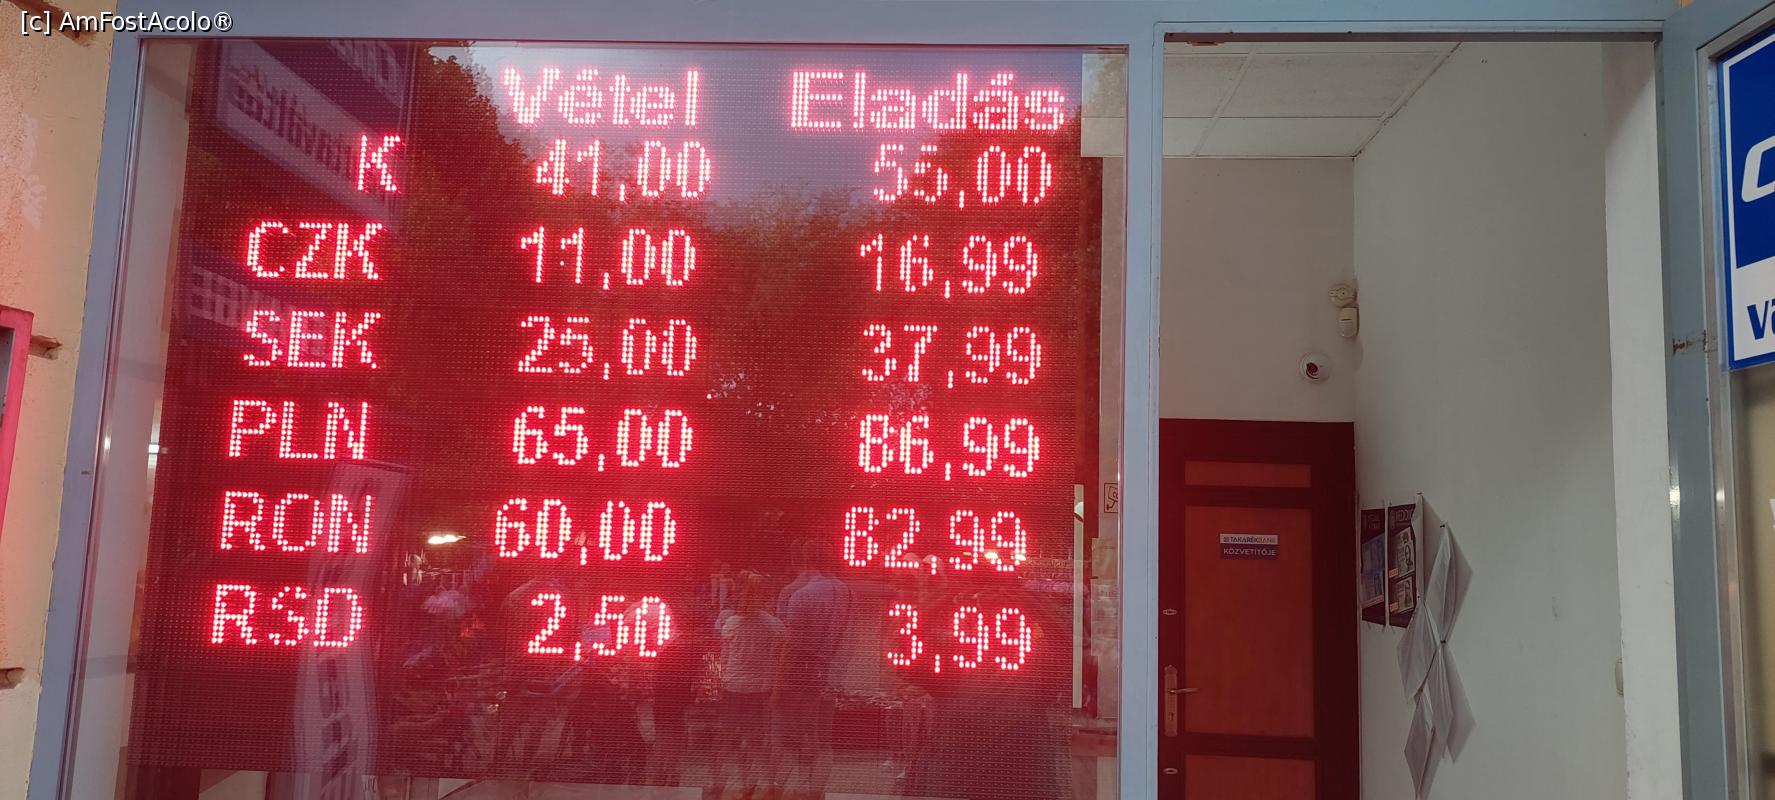 [c] AmFostAcolo®
Vétel Eladás
K 41,00 55,00
CZK 11,00 16,99
SEK 25,00 37,99
PLN 65,00 86,99
RON 60,00 82,99
RSD 2,50 3,99
TAKARÉKBANK
KÖZVETÍTŐJE